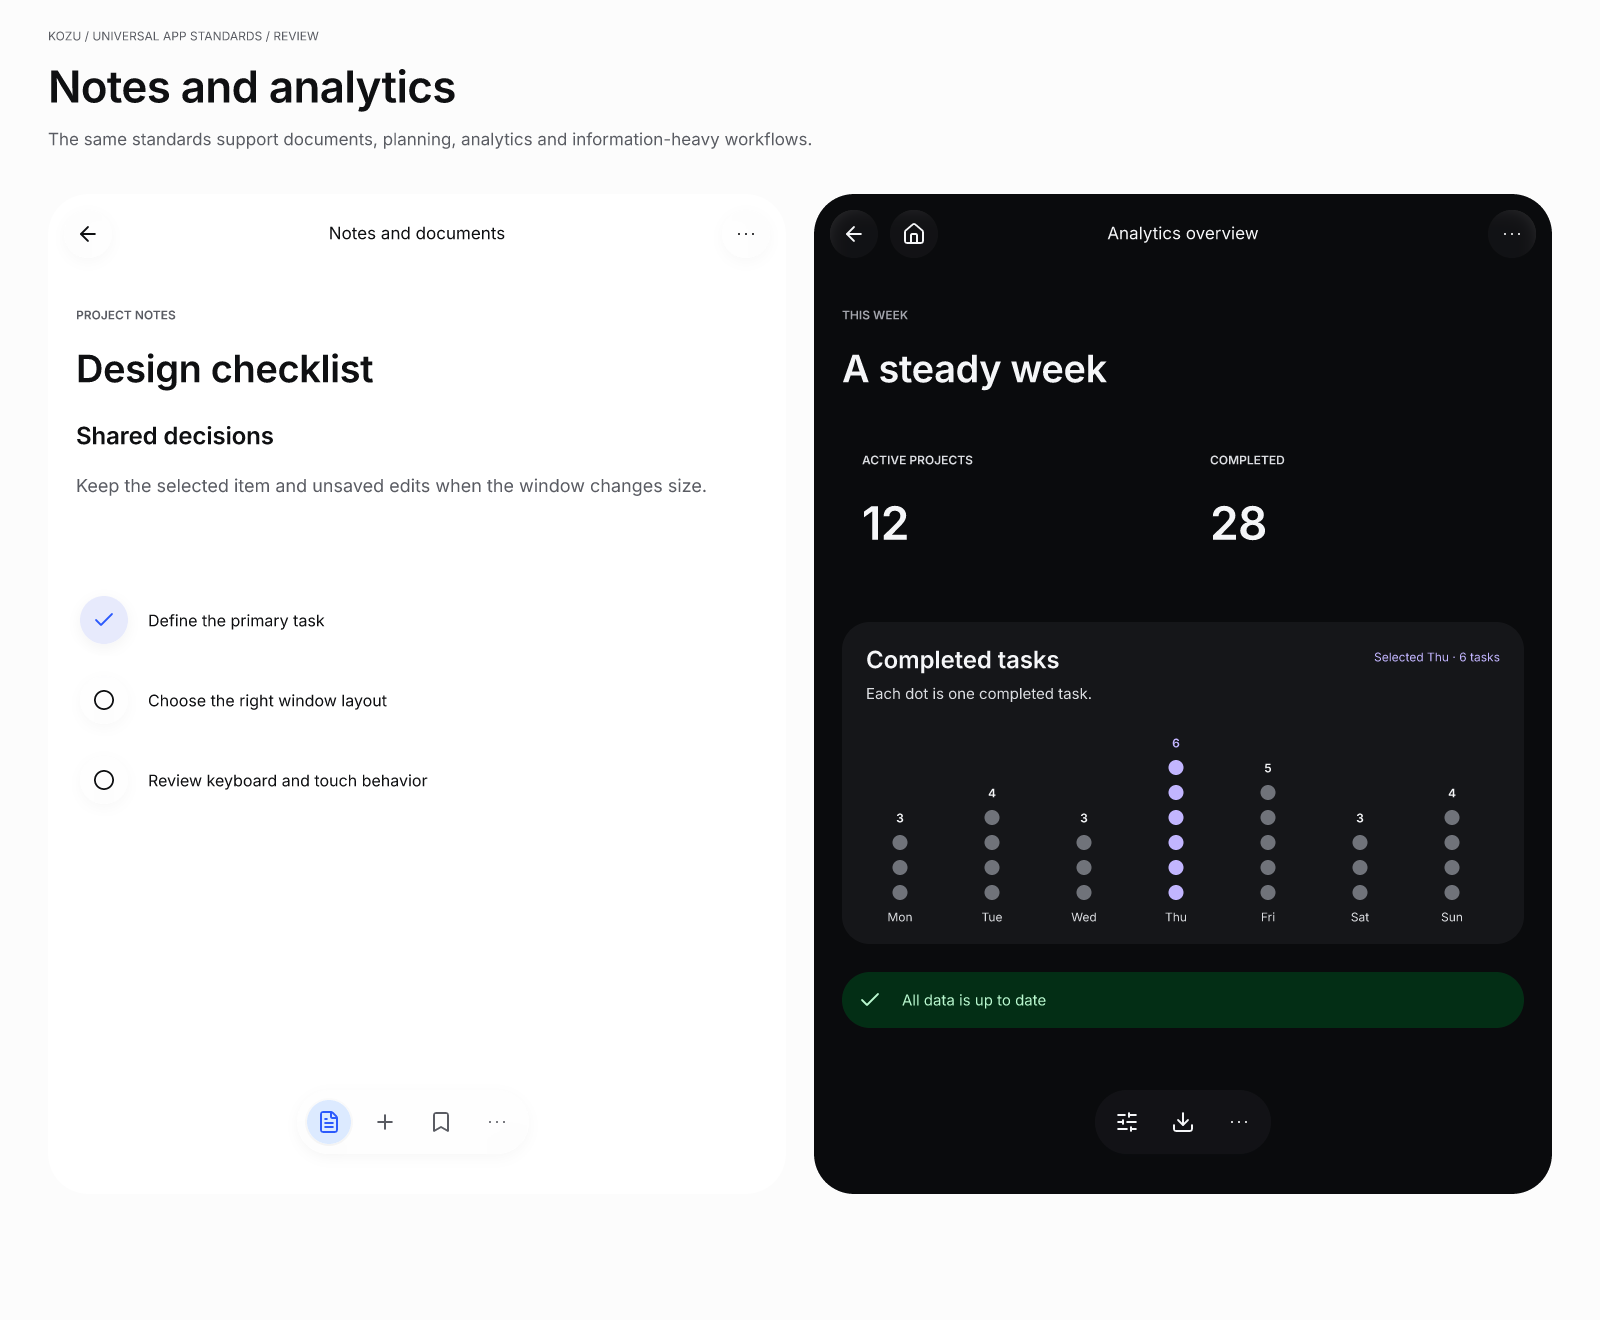 KOZU / UNIVERSAL APP STANDARDS / REVIEW
Notes and analytics
The same standards support documents, planning, analytics and information-heavy workflows.
Notes and documents
PROJECT NOTES
Design checklist
Shared decisions
Keep the selected item and unsaved edits when the window changes size.
Define the primary task
Choose the right window layout
Review keyboard and touch behavior
Analytics overview
THIS WEEK
A steady week
ACTIVE PROJECTS
12
COMPLETED
28
Completed tasks
Selected Thu · 6 tasks
Each dot is one completed task.
3 4 3 6 5 3 4
Mon Tue Wed Thu Fri Sat Sun
All data is up to date